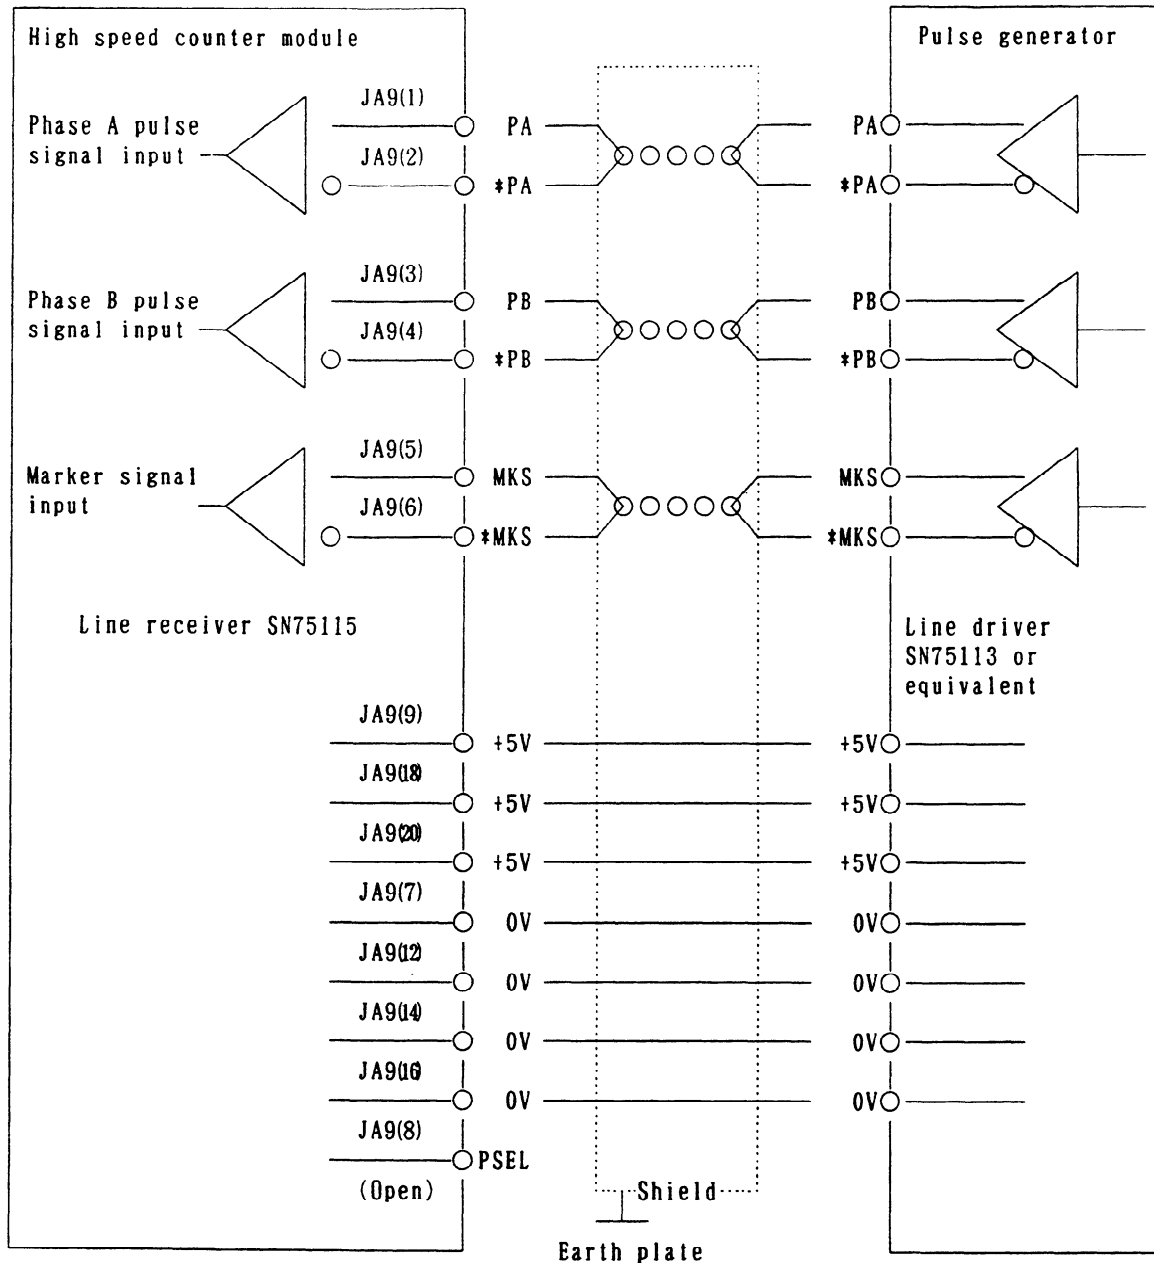 High speed counter module
Pulse generator
JA9(1)
Phase A pulse
signal input
PA
PA
JA9(2)
*PA
*PA
JA9(3)
Phase B pulse
signal input
PB
PB
JA9(4)
*PB
*PB
JA9(5)
Marker signal
input
MKS
MKS
JA9(6)
*MKS
*MKS
Line receiver SN75115
Line driver
SN75113 or
equivalent
JA9(9)
+5V
+5V
JA9(18)
+5V
+5V
JA9(20)
+5V
+5V
JA9(7)
0V
0V
JA9(12)
0V
0V
JA9(14)
0V
0V
JA9(16)
0V
0V
JA9(8)
PSEL
(Open)
Shield
Earth plate